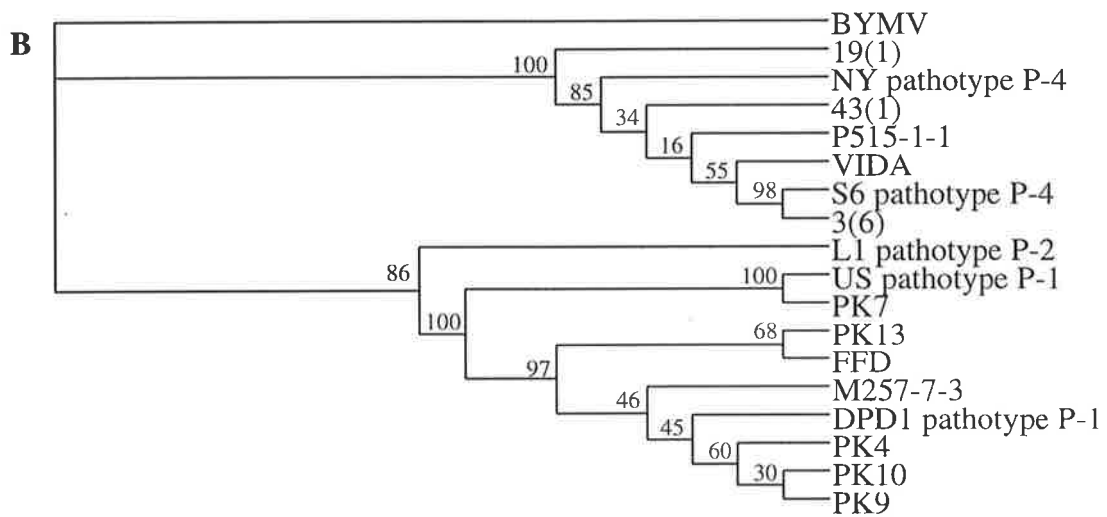 B
BYMV
19(1)
100
NY pathotype P-4
85
43(1)
34
P515-1-1
16
VIDA
55
S6 pathotype P-4
98
3(6)
L1 pathotype P-2
86
US pathotype P-1
100
PK7
100
PK13
68
FFD
97
M257-7-3
46
DPD1 pathotype P-1
45
PK4
60
PK10
30
PK9